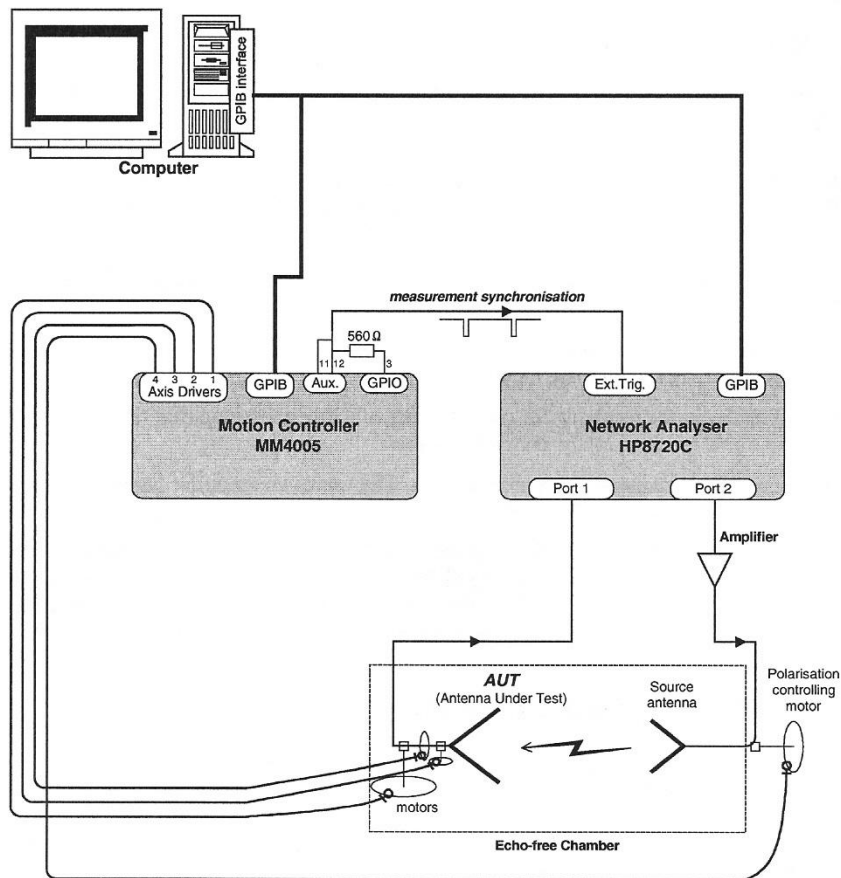 GPIB interface
Computer
measurement synchronisation
560 Ω
11
12
3
4
3
2
1
Axis Drivers
GPIB
Aux.
GPIO
Ext.Trig.
GPIB
Motion Controller
MM4005
Network Analyser
HP8720C
Port 1
Port 2
Amplifier
AUT
(Antenna Under Test)
Source
antenna
Polarisation
controlling
motor
motors
Echo-free Chamber